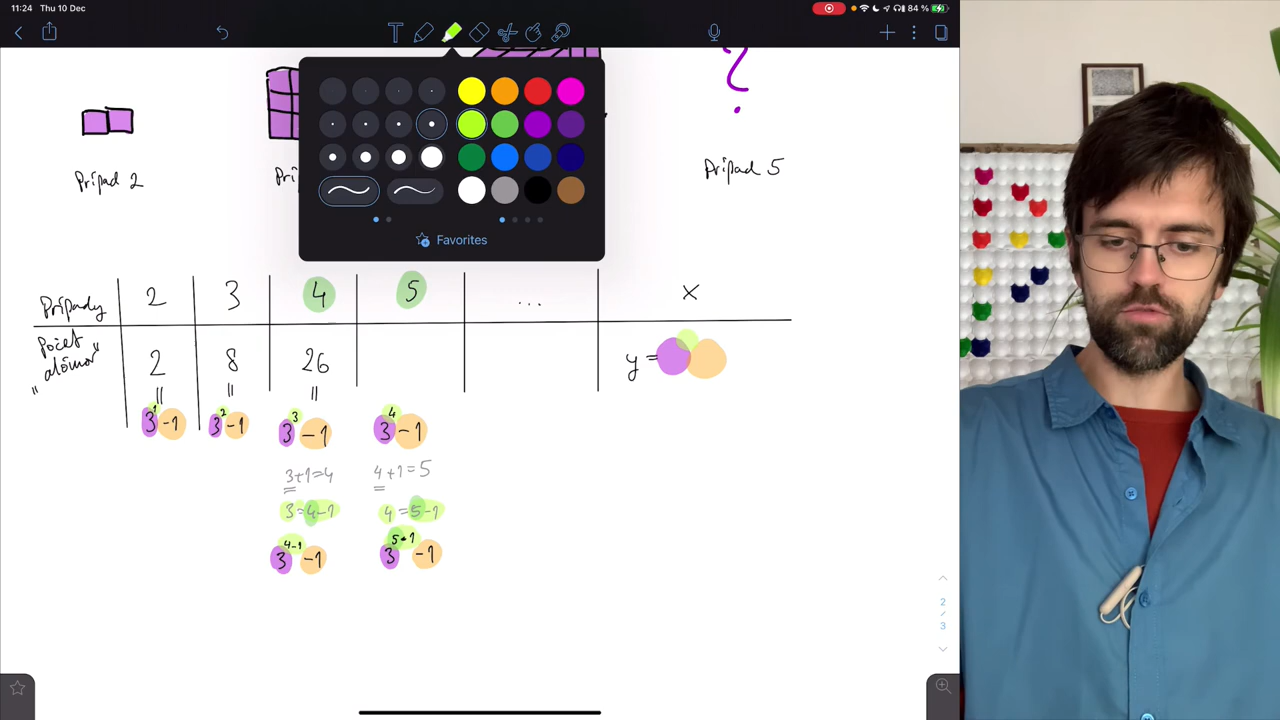 11:24 Thu 10 Dec
84 %
T
?
Prípad 2
Prí
Prípad 5
Favorites
Prípady 2 3 4 5 ... x
Počet "atómov" 2 8 26 y =
= = =
3¹ -1 3² -1 3³ -1 3⁴ -1
3+1=4 4+1=5
3=4-1 4=5-1
3⁴⁻¹ -1 3⁵⁻¹ -1
2
/
3